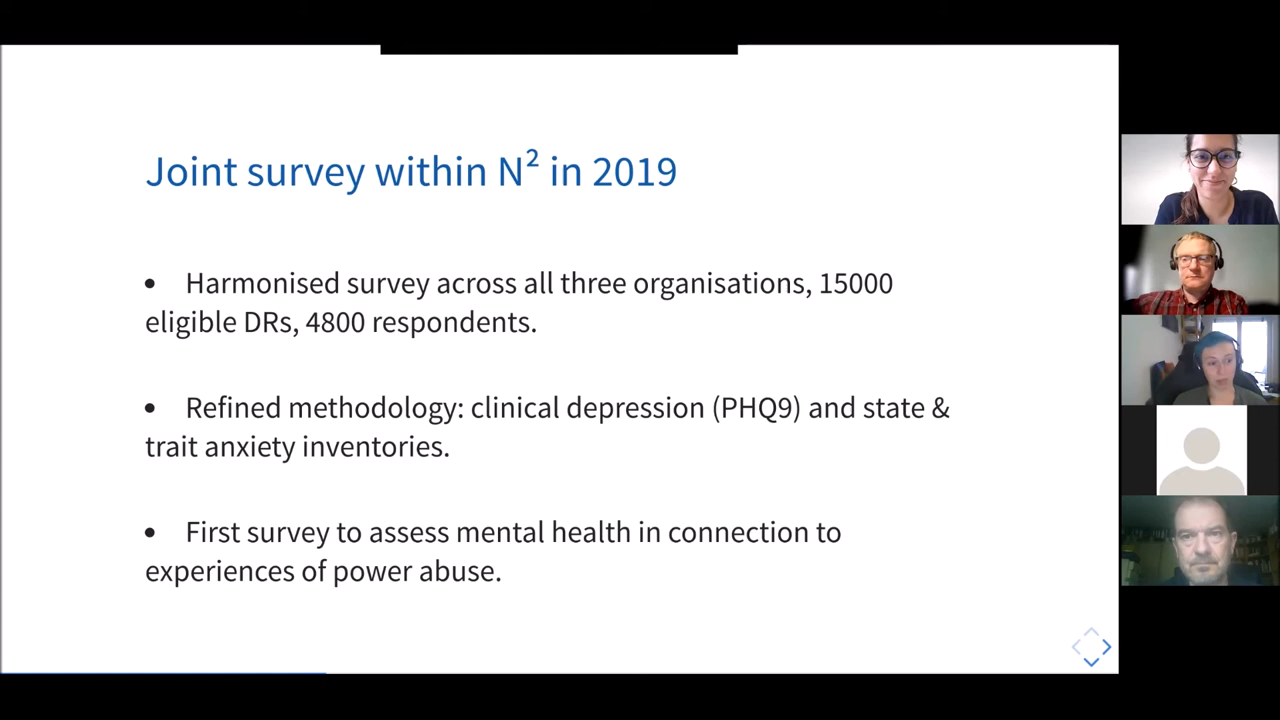 Joint survey within N² in 2019
• Harmonised survey across all three organisations, 15000
eligible DRs, 4800 respondents.
• Refined methodology: clinical depression (PHQ9) and state &
trait anxiety inventories.
• First survey to assess mental health in connection to
experiences of power abuse.